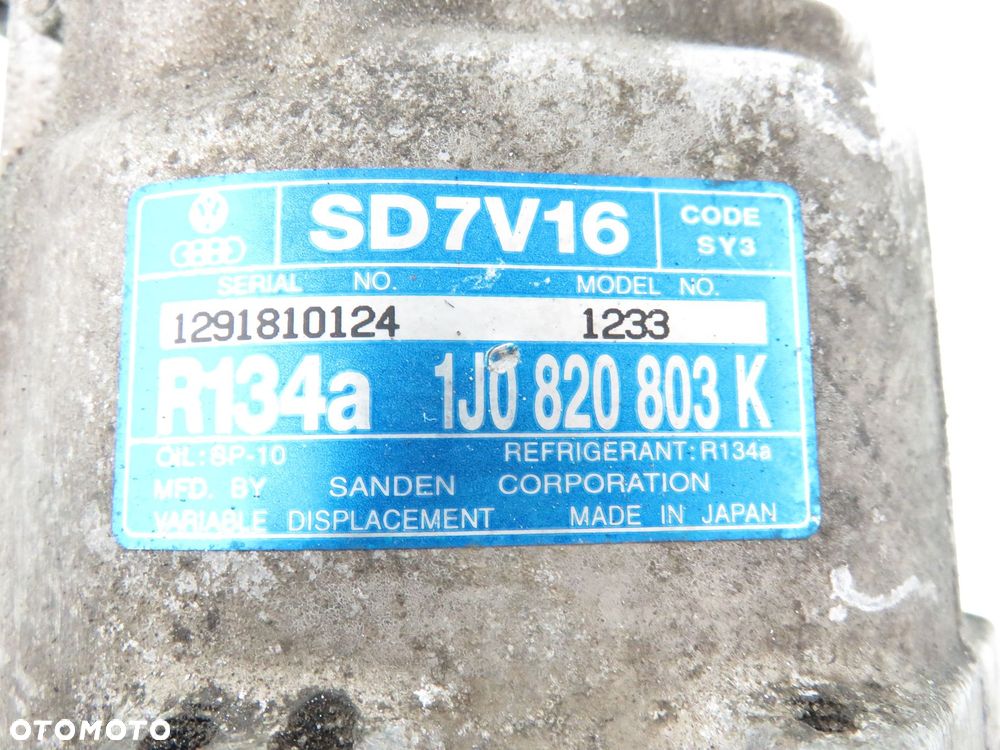 SD7V16
CODE
SY3
SERIAL NO. MODEL NO.
1291810124 1233
R134a 1J0 820 803 K
OIL: SP-10 REFRIGERANT: R134a
MFD. BY SANDEN CORPORATION
VARIABLE DISPLACEMENT MADE IN JAPAN
OTOMOTO